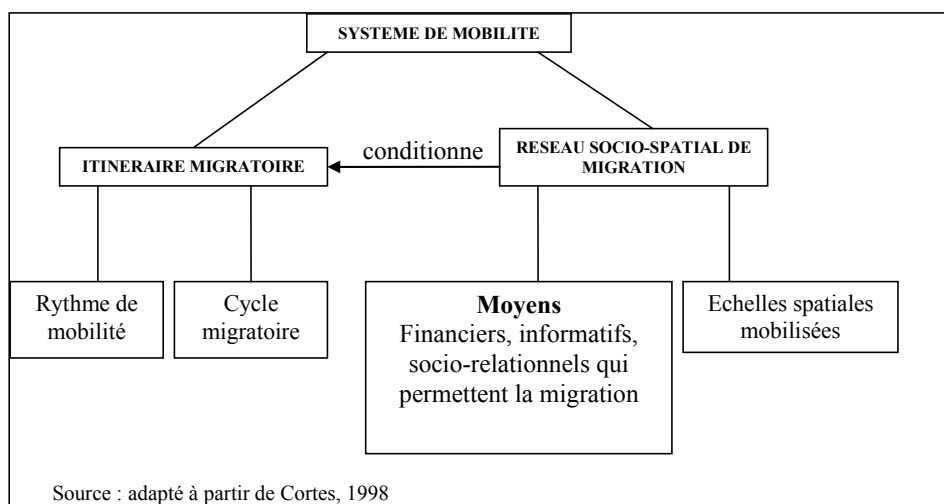 SYSTEME DE MOBILITE
conditionne
ITINERAIRE MIGRATOIRE
RESEAU SOCIO-SPATIAL DE
MIGRATION
Rythme de
mobilité
Cycle
migratoire
Moyens
Financiers, informatifs,
socio-relationnels qui
permettent la migration
Echelles spatiales
mobilisées
Source : adapté à partir de Cortes, 1998